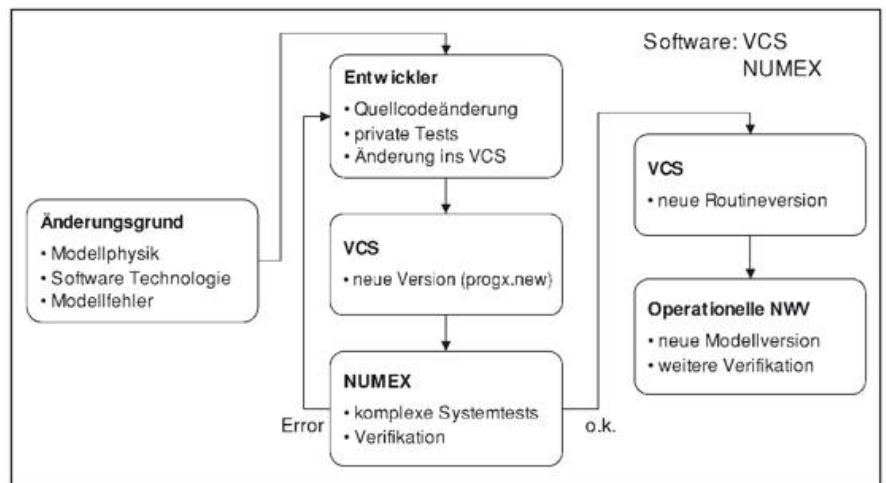 Software: VCS
NUMEX
Änderungsgrund
• Modellphysik
• Software Technologie
• Modellfehler
Entwickler
• Quellcodeänderung
• private Tests
• Änderung ins VCS
VCS
• neue Version (progx.new)
NUMEX
• komplexe Systemtests
• Verifikation
Error
o.k.
VCS
• neue Routineversion
Operationelle NWV
• neue Modellversion
• weitere Verifikation